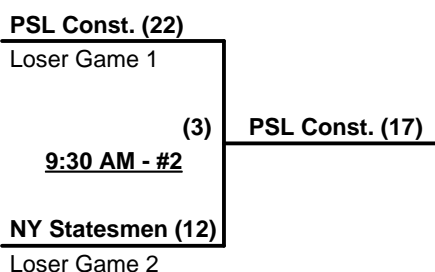 PSL Const. (22)
Loser Game 1
(3)
PSL Const. (17)
9:30 AM - #2
NY Statesmen (12)
Loser Game 2